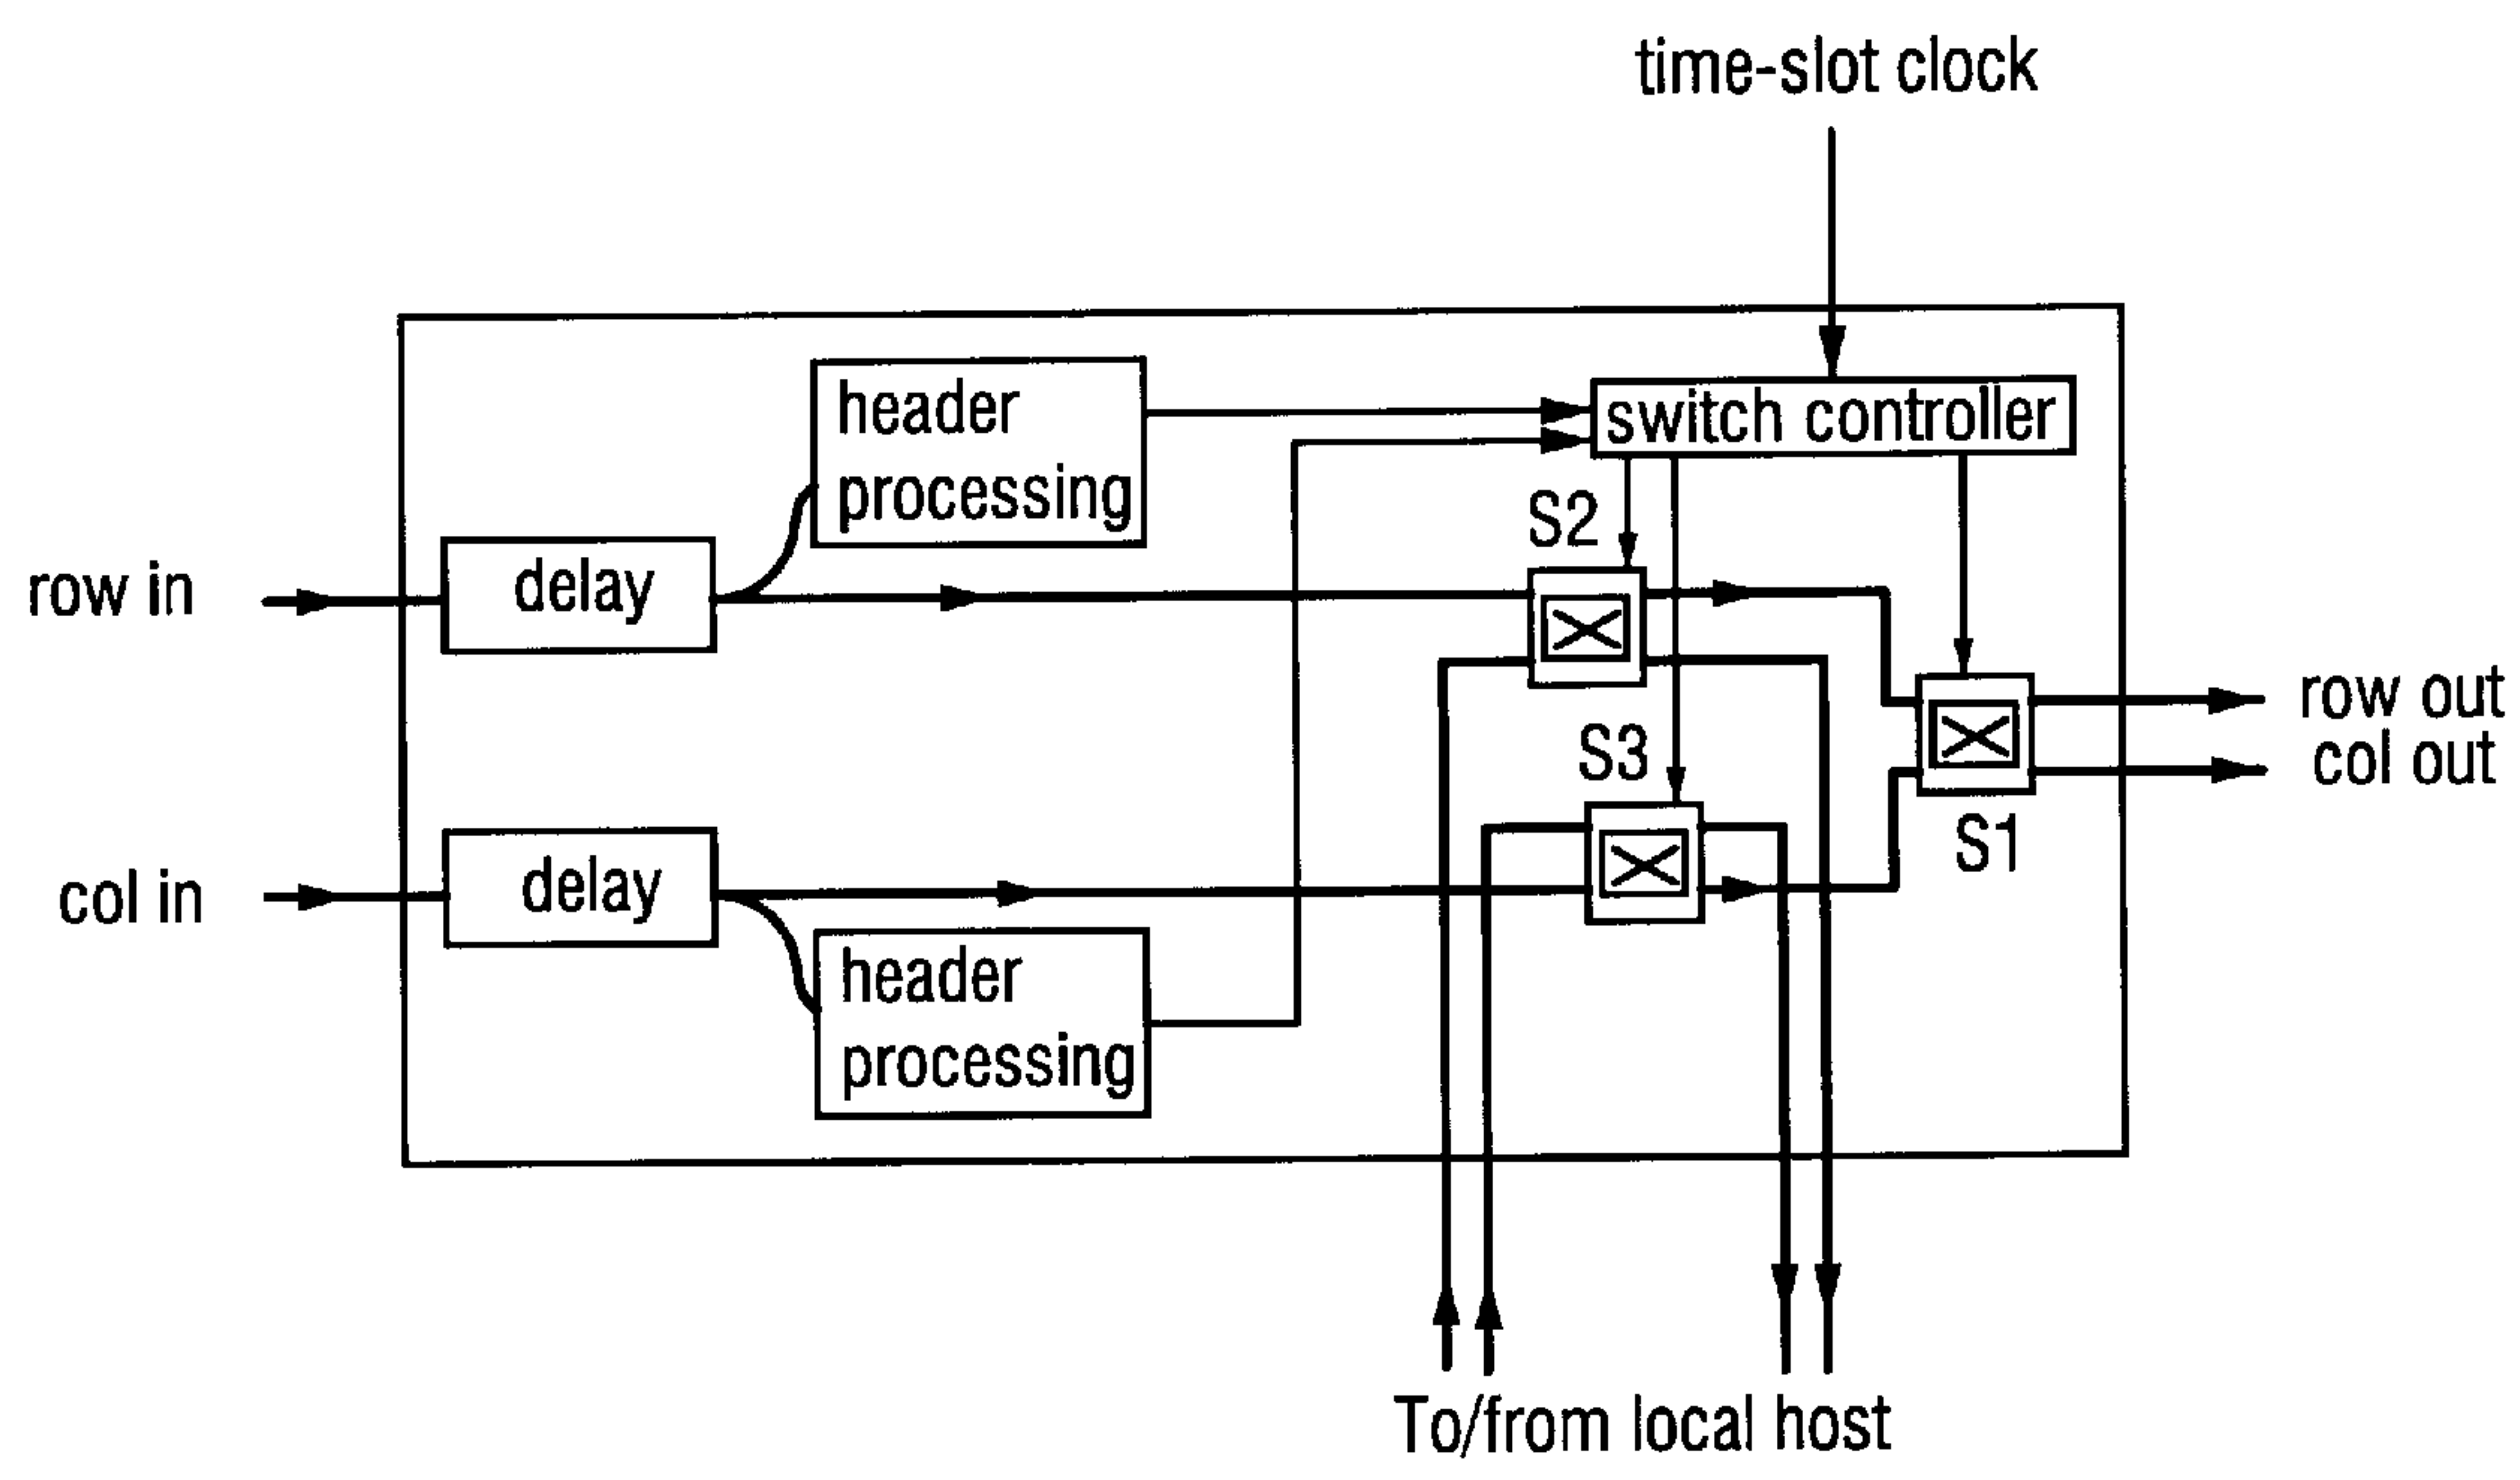 time-slot clock
header
processing
switch controller
S2
row in
delay
row out
S3
col out
S1
col in
delay
header
processing
To/from local host